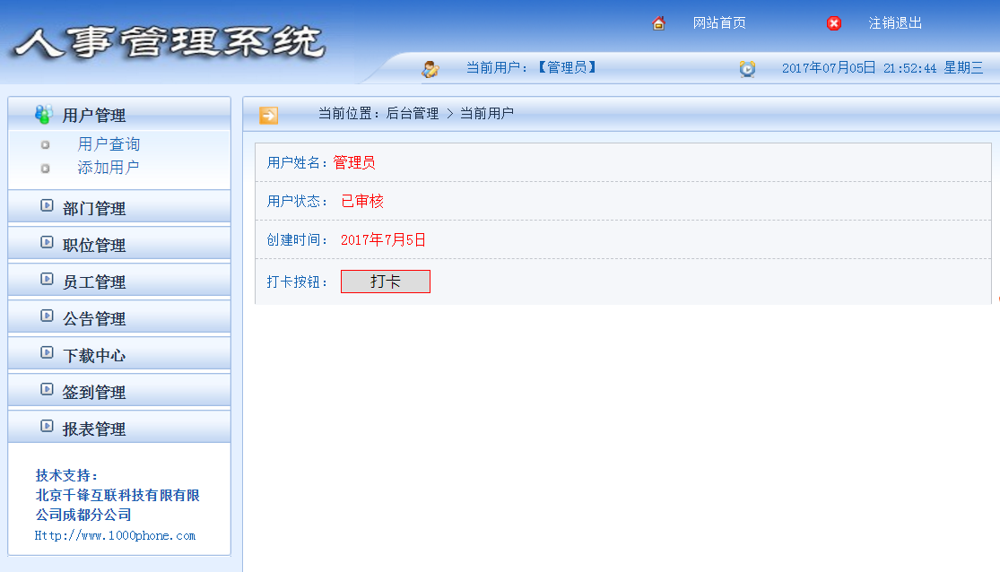 人事管理系统
网站首页
注销退出
当前用户：【管理员】
2017年07月05日 21:52:44 星期三
用户管理
用户查询
添加用户
部门管理
职位管理
员工管理
公告管理
下载中心
签到管理
报表管理
技术支持：
北京千锋互联科技有限有限
公司成都分公司
Http://www.1000phone.com
当前位置：后台管理 > 当前用户
用户姓名：管理员
用户状态： 已审核
创建时间： 2017年7月5日
打卡按钮： 打卡